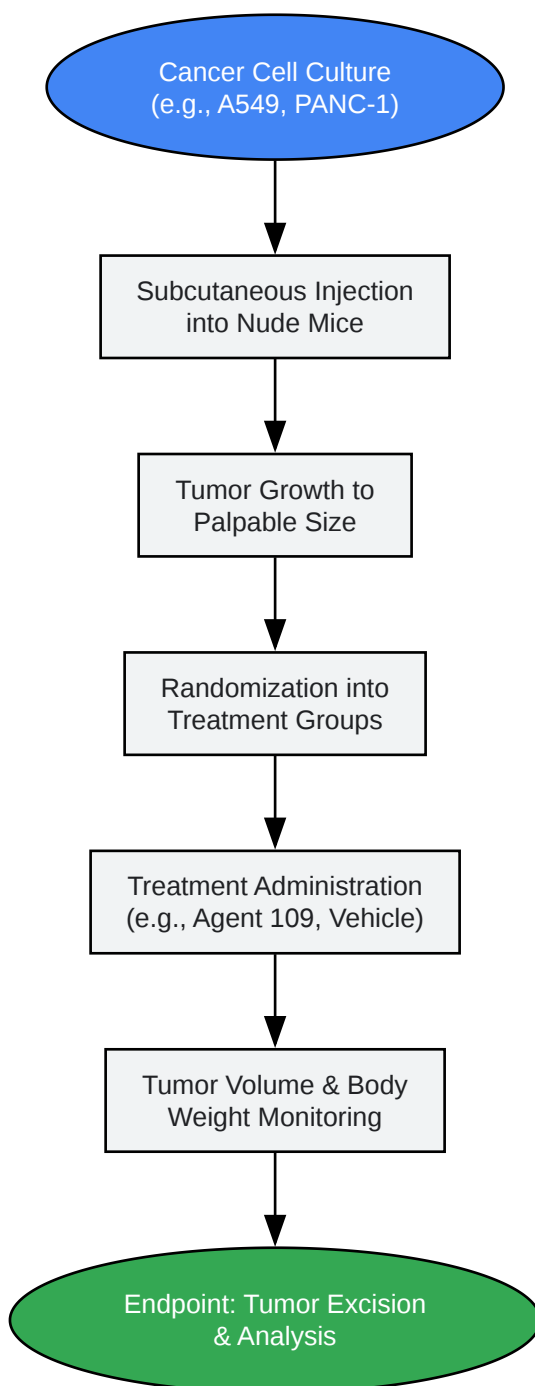 Cancer Cell Culture
(e.g., A549, PANC-1)
Subcutaneous Injection
into Nude Mice
Tumor Growth to
Palpable Size
Randomization into
Treatment Groups
Treatment Administration
(e.g., Agent 109, Vehicle)
Tumor Volume & Body
Weight Monitoring
Endpoint: Tumor Excision
& Analysis